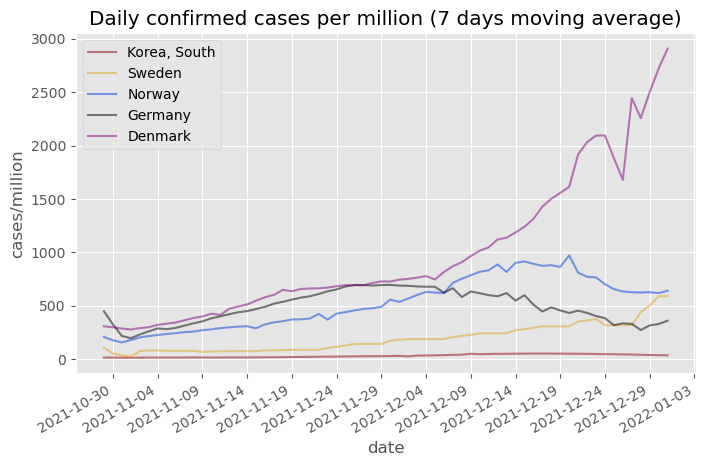 Daily confirmed cases per million (7 days moving average)
3000
2500
2000
1500
1000
500
0
cases/million
Korea, South
Sweden
Norway
Germany
Denmark
2021-10-30
2021-11-04
2021-11-09
2021-11-14
2021-11-19
2021-11-24
2021-11-29
2021-12-04
2021-12-09
2021-12-14
2021-12-19
2021-12-24
2021-12-29
2022-01-03
date